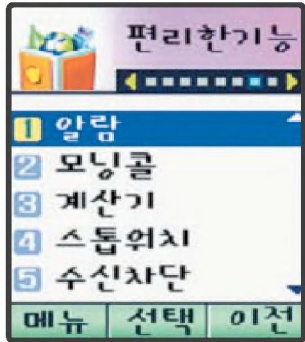 편리한기능
1 알람
2 모닝콜
3 계산기
4 스톱워치
5 수신차단
메뉴 선택 이전